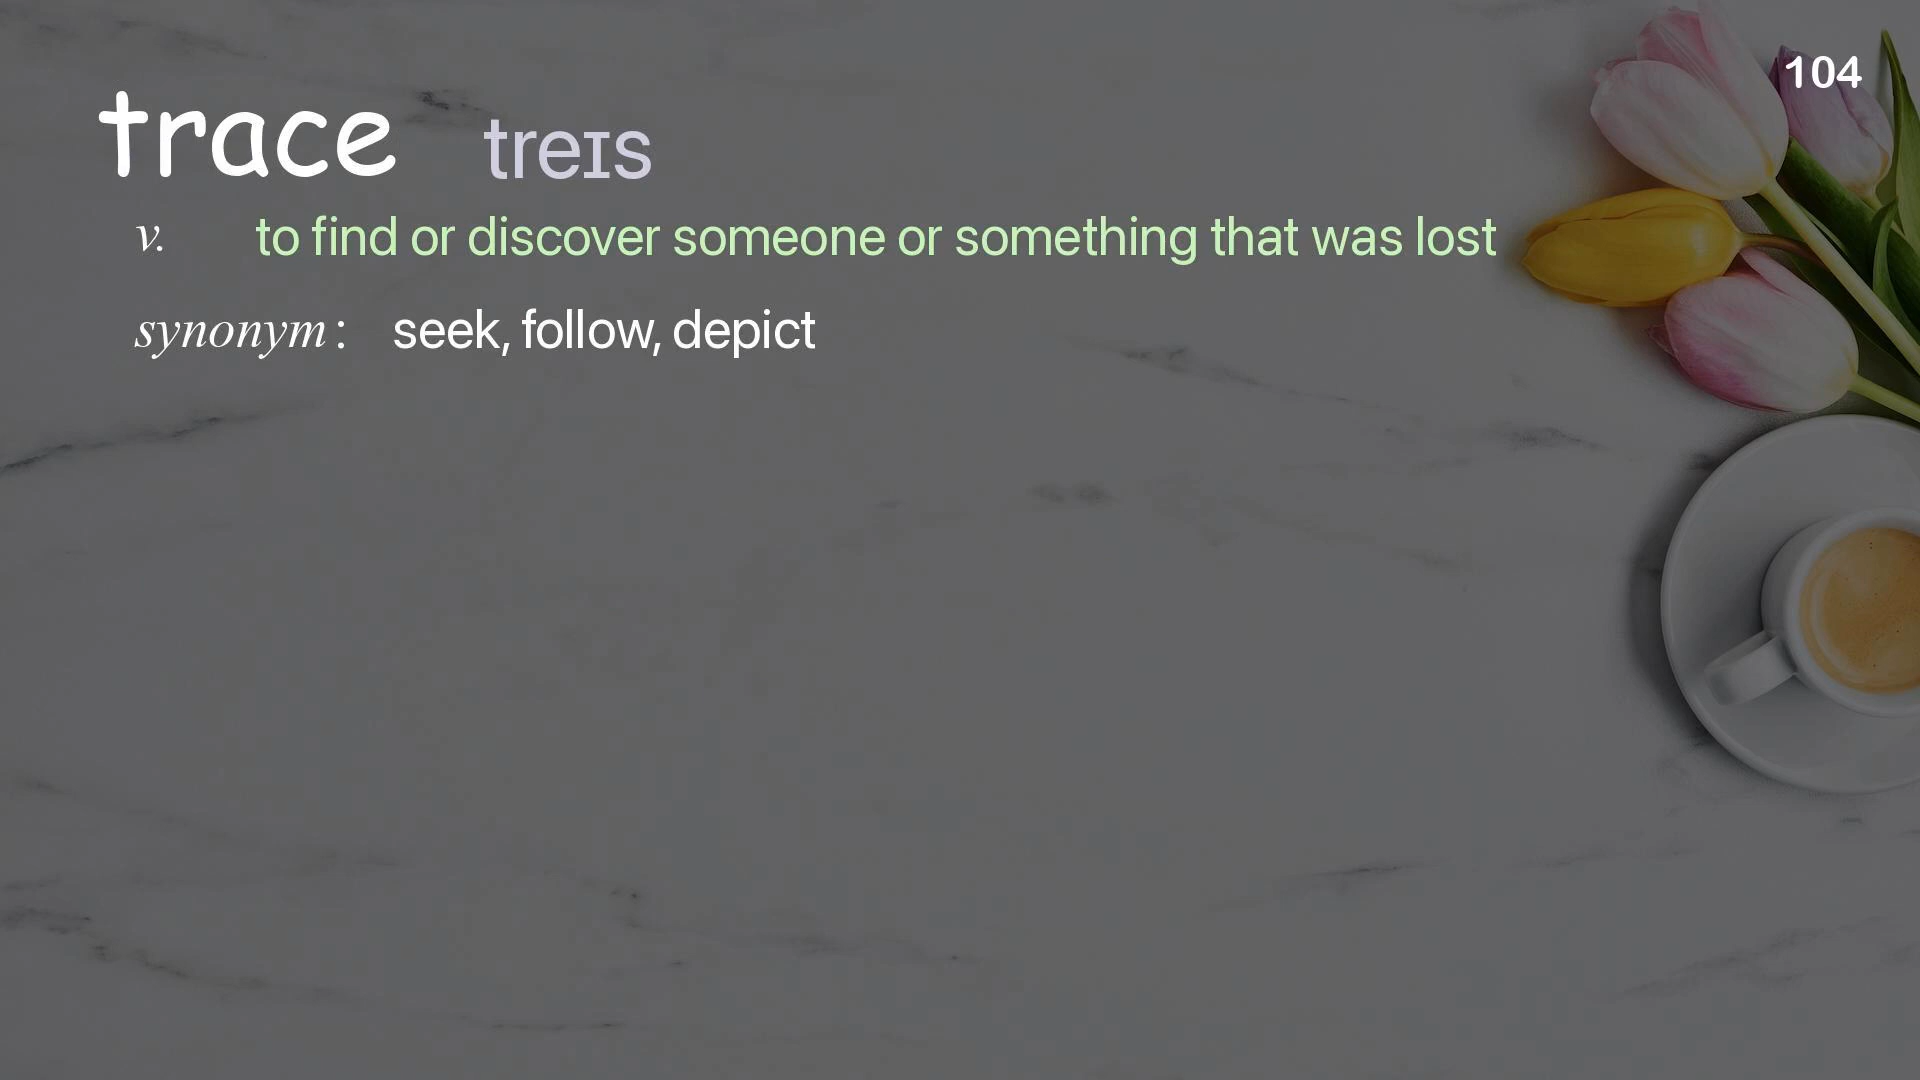 104
trace treɪs
v. to find or discover someone or something that was lost
synonym: seek, follow, depict